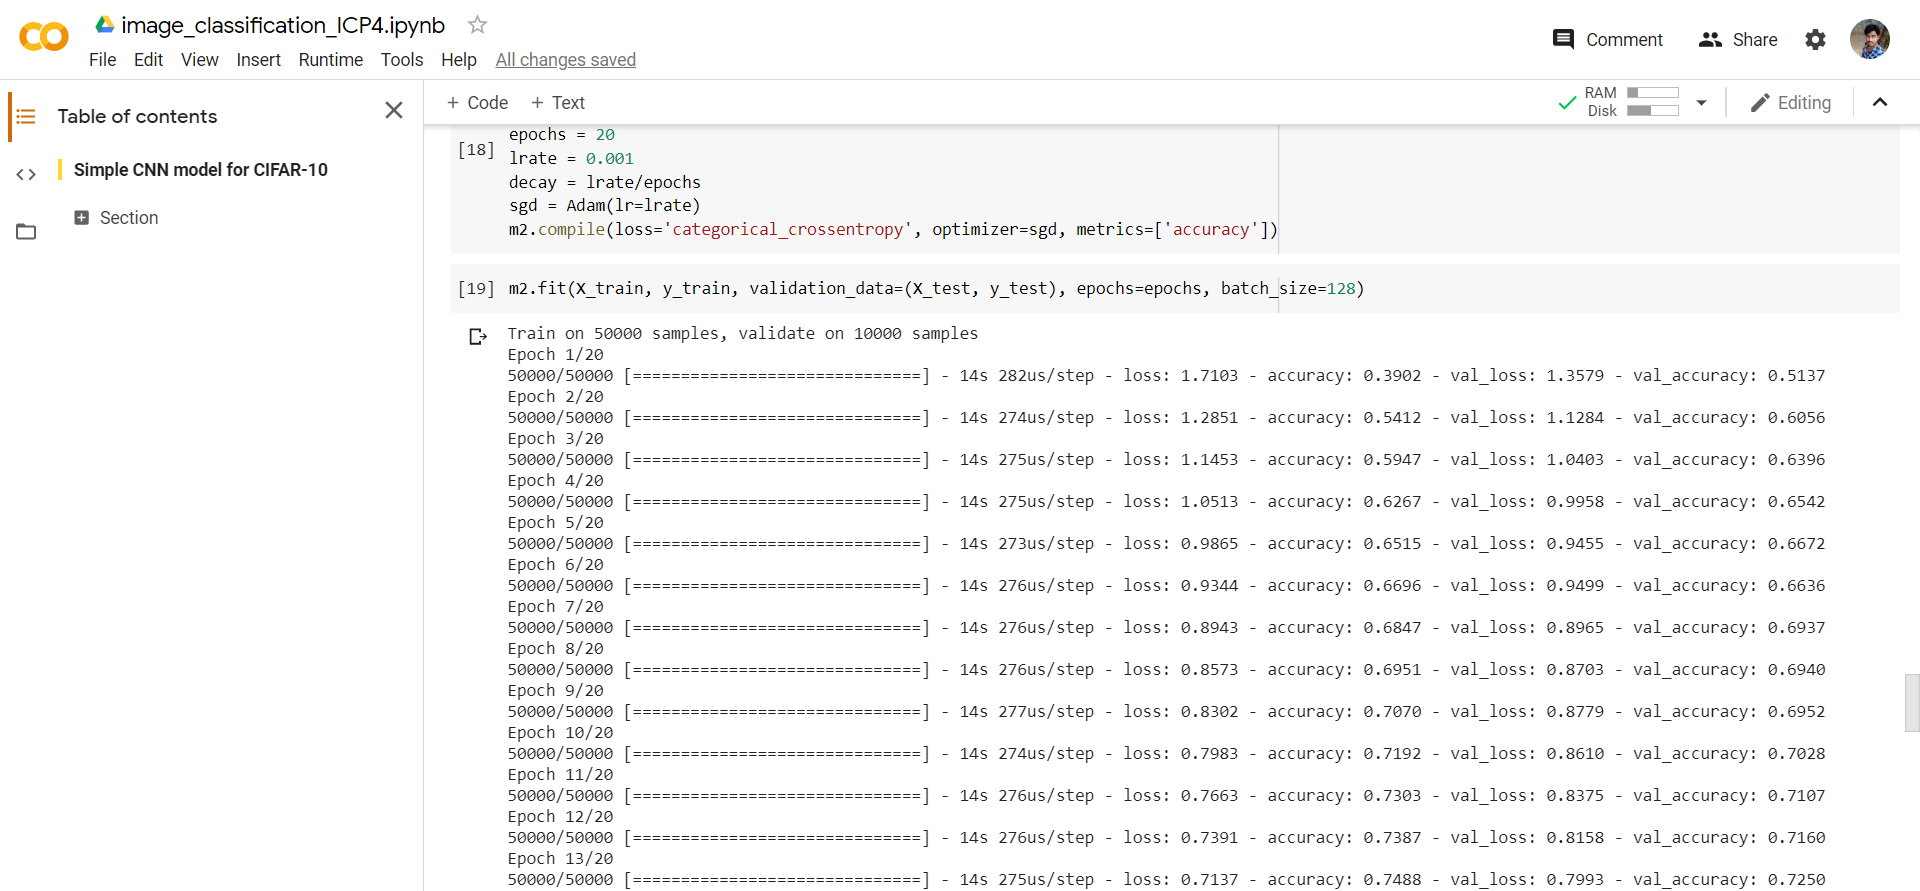 image_classification_ICP4.ipynb
File Edit View Insert Runtime Tools Help All changes saved
Comment Share
Table of contents
Simple CNN model for CIFAR-10
Section
+ Code + Text
RAM
Disk
Editing
epochs = 20
[18]
lrate = 0.001
decay = lrate/epochs
sgd = Adam(lr=lrate)
m2.compile(loss='categorical_crossentropy', optimizer=sgd, metrics=['accuracy'])
[19] m2.fit(X_train, y_train, validation_data=(X_test, y_test), epochs=epochs, batch_size=128)
Train on 50000 samples, validate on 10000 samples
Epoch 1/20
50000/50000 [==============================] - 14s 282us/step - loss: 1.7103 - accuracy: 0.3902 - val_loss: 1.3579 - val_accuracy: 0.5137
Epoch 2/20
50000/50000 [==============================] - 14s 274us/step - loss: 1.2851 - accuracy: 0.5412 - val_loss: 1.1284 - val_accuracy: 0.6056
Epoch 3/20
50000/50000 [==============================] - 14s 275us/step - loss: 1.1453 - accuracy: 0.5947 - val_loss: 1.0403 - val_accuracy: 0.6396
Epoch 4/20
50000/50000 [==============================] - 14s 275us/step - loss: 1.0513 - accuracy: 0.6267 - val_loss: 0.9958 - val_accuracy: 0.6542
Epoch 5/20
50000/50000 [==============================] - 14s 273us/step - loss: 0.9865 - accuracy: 0.6515 - val_loss: 0.9455 - val_accuracy: 0.6672
Epoch 6/20
50000/50000 [==============================] - 14s 276us/step - loss: 0.9344 - accuracy: 0.6696 - val_loss: 0.9499 - val_accuracy: 0.6636
Epoch 7/20
50000/50000 [==============================] - 14s 276us/step - loss: 0.8943 - accuracy: 0.6847 - val_loss: 0.8965 - val_accuracy: 0.6937
Epoch 8/20
50000/50000 [==============================] - 14s 276us/step - loss: 0.8573 - accuracy: 0.6951 - val_loss: 0.8703 - val_accuracy: 0.6940
Epoch 9/20
50000/50000 [==============================] - 14s 277us/step - loss: 0.8302 - accuracy: 0.7070 - val_loss: 0.8779 - val_accuracy: 0.6952
Epoch 10/20
50000/50000 [==============================] - 14s 274us/step - loss: 0.7983 - accuracy: 0.7192 - val_loss: 0.8610 - val_accuracy: 0.7028
Epoch 11/20
50000/50000 [==============================] - 14s 276us/step - loss: 0.7663 - accuracy: 0.7303 - val_loss: 0.8375 - val_accuracy: 0.7107
Epoch 12/20
50000/50000 [==============================] - 14s 276us/step - loss: 0.7391 - accuracy: 0.7387 - val_loss: 0.8158 - val_accuracy: 0.7160
Epoch 13/20
50000/50000 [==============================] - 14s 275us/step - loss: 0.7137 - accuracy: 0.7488 - val_loss: 0.7993 - val_accuracy: 0.7250